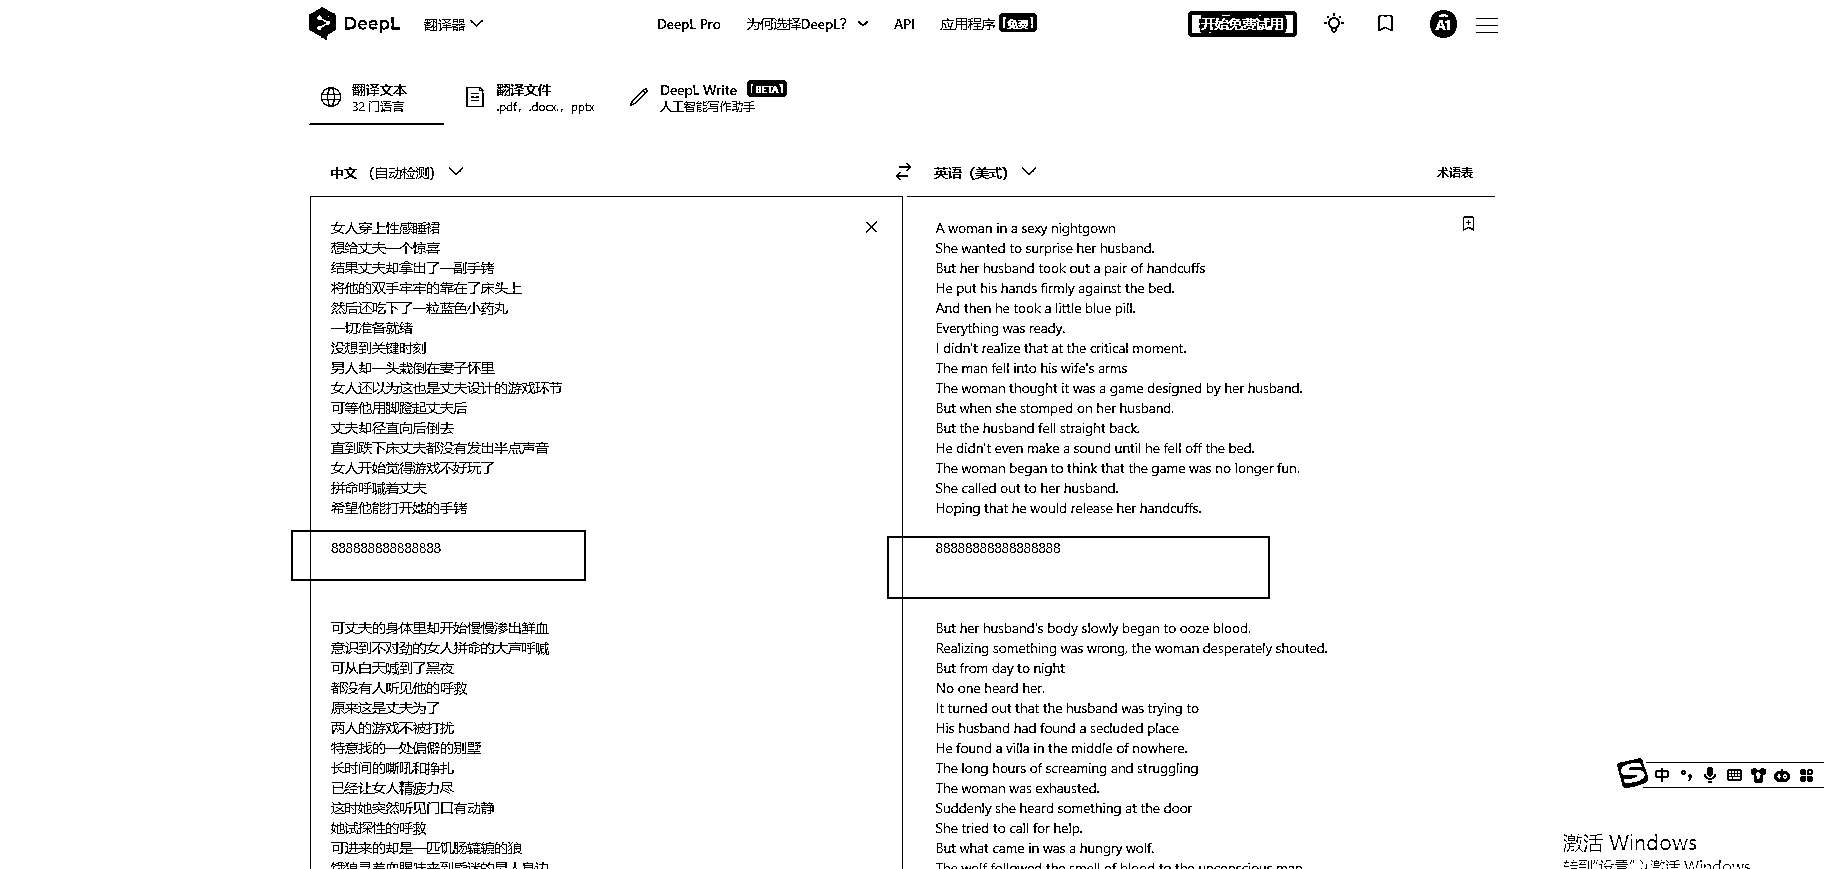 DeepL 翻译器 DeepL Pro 为何选择DeepL? API 应用程序 【免费】 【开始免费试用】 A1
翻译文本 翻译文件 DeepL Write 【BETA】
32 门语言 .pdf, .docx., pptx 人工智能写作助手
中文 (自动检测) 英语 (美式) 术语表
女人穿上性感睡裙
想给丈夫一个惊喜
结果丈夫却拿出了一副手铐
将他的双手牢牢的靠在了床头上
然后还吃下了一粒蓝色小药丸
一切准备就绪
没想到关键时刻
男人却一头栽倒在妻子怀里
女人还以为这也是丈夫设计的游戏环节
可等他用脚蹬起丈夫后
丈夫却径直向后倒去
直到跌下床丈夫都没有发出半点声音
女人开始觉得游戏不好玩了
拼命呼喊着丈夫
希望他能打开她的手铐
888888888888888
可丈夫的身体里却开始慢慢渗出鲜血
意识到不对劲的女人拼命的大声呼喊
可从白天喊到了黑夜
都没有人听见他的呼救
原来这是丈夫为了
两人的游戏不被打扰
特意找的一处偏僻的别墅
长时间的嘶吼和挣扎
已经让女人精疲力尽
这时她突然听见门口有动静
她试探性的呼救
可进来的却是一匹饥肠辘辘的狼
饿狼寻着血腥味来到昏迷的男人身边
A woman in a sexy nightgown
She wanted to surprise her husband.
But her husband took out a pair of handcuffs
He put his hands firmly against the bed.
And then he took a little blue pill.
Everything was ready.
I didn't realize that at the critical moment.
The man fell into his wife's arms
The woman thought it was a game designed by her husband.
But when she stomped on her husband.
But the husband fell straight back.
He didn't even make a sound until he fell off the bed.
The woman began to think that the game was no longer fun.
She called out to her husband.
Hoping that he would release her handcuffs.
88888888888888888
But her husband's body slowly began to ooze blood.
Realizing something was wrong, the woman desperately shouted.
But from day to night
No one heard her.
It turned out that the husband was trying to
His husband had found a secluded place
He found a villa in the middle of nowhere.
The long hours of screaming and struggling
The woman was exhausted.
Suddenly she heard something at the door
She tried to call for help.
But what came in was a hungry wolf.
The wolf followed the smell of blood to the unconscious man
中
激活 Windows
转到"设置"以激活 Windows